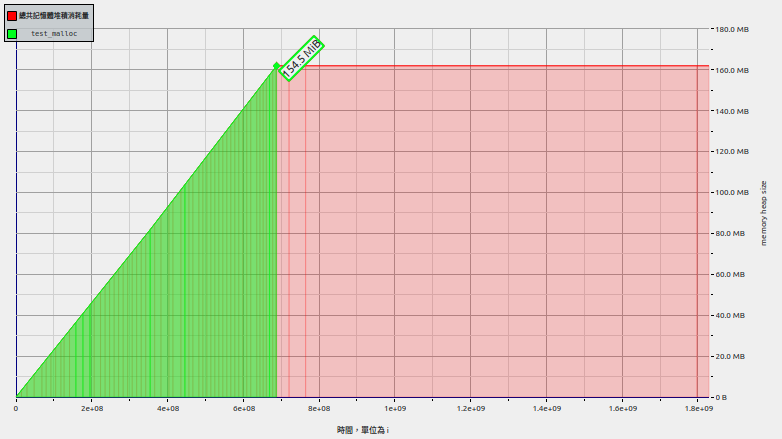 總共記憶體堆積消耗量
test_malloc
154.5 MiB
180.0 MB
160.0 MB
140.0 MB
120.0 MB
100.0 MB
80.0 MB
60.0 MB
40.0 MB
20.0 MB
0 B
memory heap size
0
2e+08
4e+08
6e+08
8e+08
1e+09
1.2e+09
1.4e+09
1.6e+09
1.8e+09
時間，單位為 i